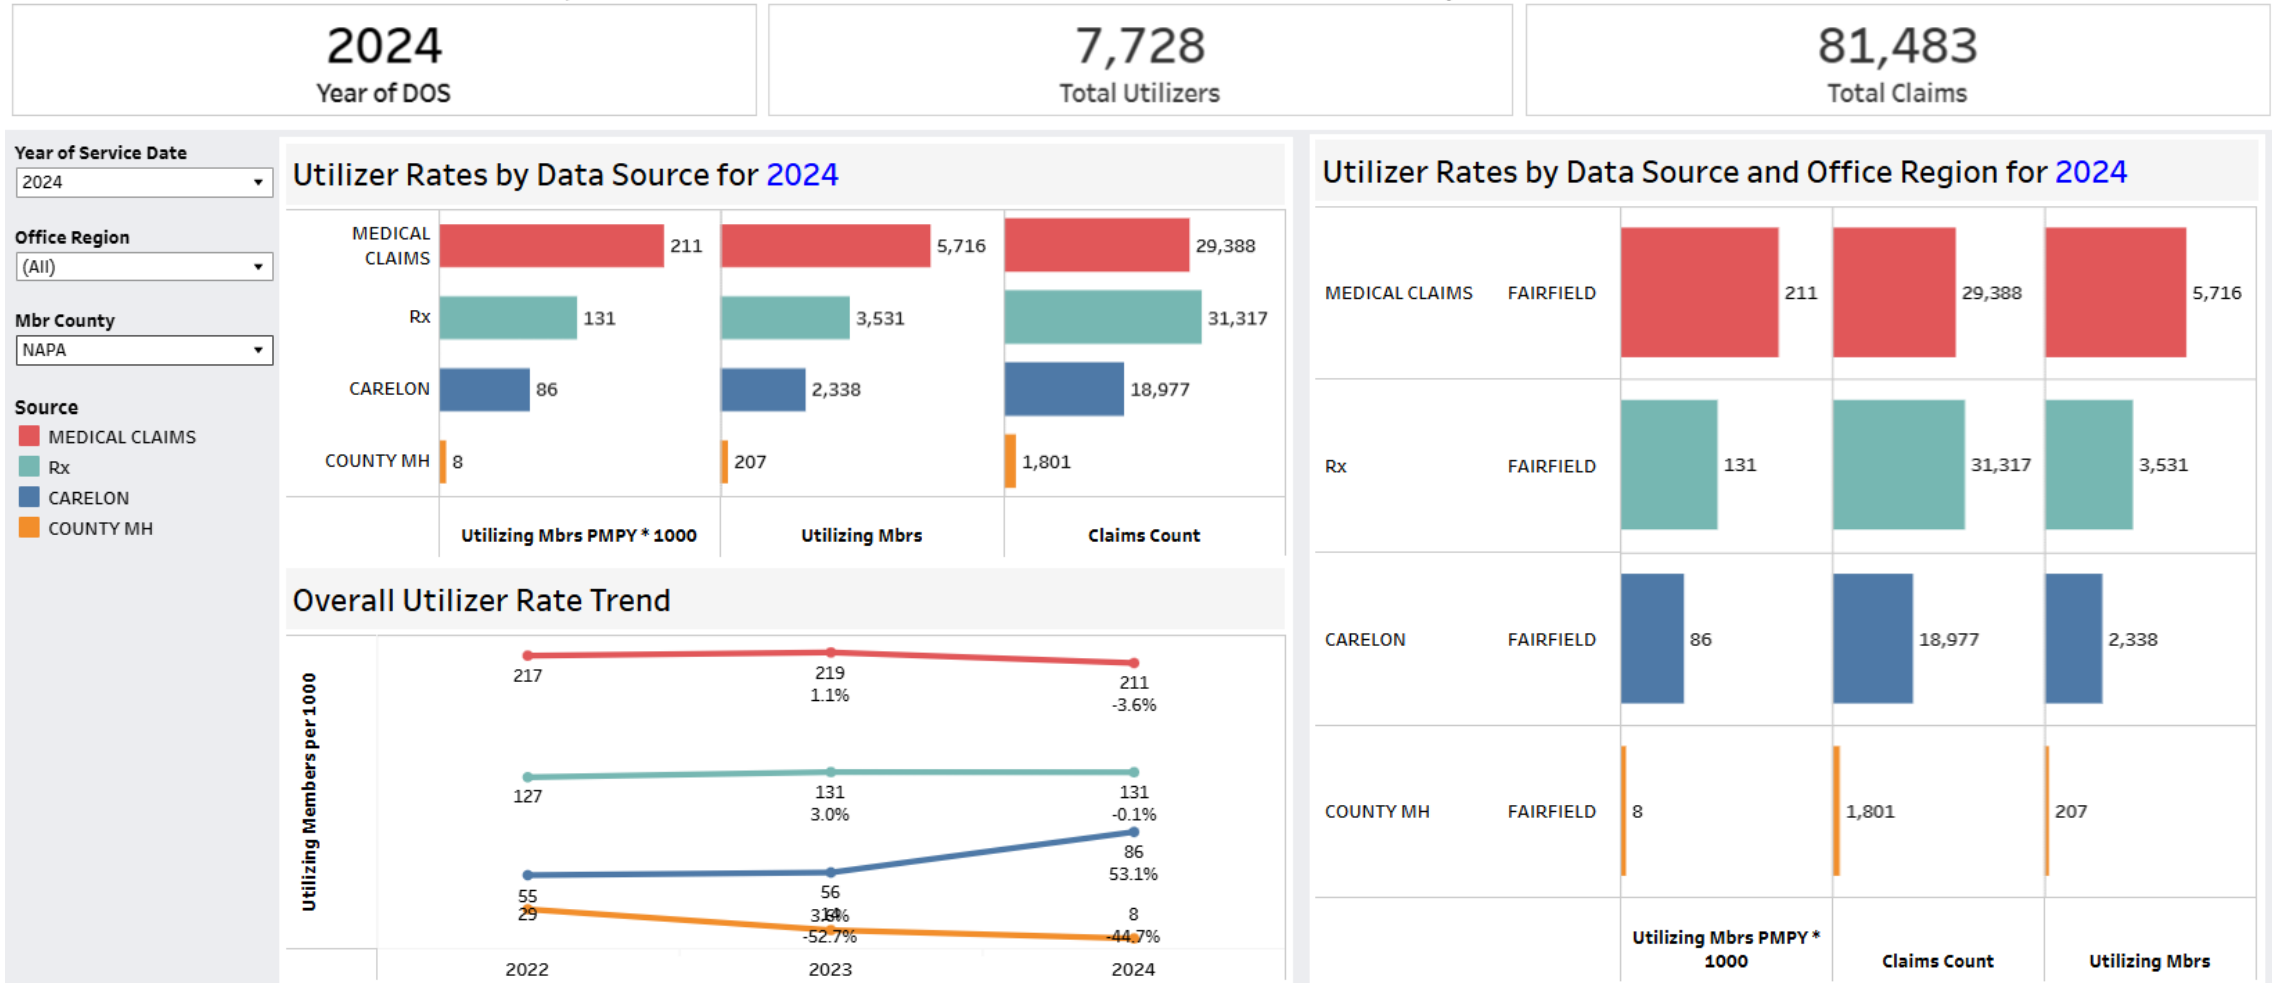 2024
Year of DOS
7,728
Total Utilizers
81,483
Total Claims
Year of Service Date
2024
Office Region
(All)
Mbr County
NAPA
Source
MEDICAL CLAIMS
Rx
CARELON
COUNTY MH
Utilizer Rates by Data Source for 2024
MEDICAL
CLAIMS
211
5,716
29,388
Rx
131
3,531
31,317
CARELON
86
2,338
18,977
COUNTY MH
8
207
1,801
Utilizing Mbrs PMPY * 1000
Utilizing Mbrs
Claims Count
Overall Utilizer Rate Trend
Utilizing Members per 1000
217
219
1.1%
211
-3.6%
127
131
3.0%
131
-0.1%
55
56
86
53.1%
29
-52.7%
8
-44.7%
2022
2023
2024
Utilizer Rates by Data Source and Office Region for 2024
MEDICAL CLAIMS
FAIRFIELD
211
29,388
5,716
Rx
FAIRFIELD
131
31,317
3,531
CARELON
FAIRFIELD
86
18,977
2,338
COUNTY MH
FAIRFIELD
8
1,801
207
Utilizing Mbrs PMPY *
1000
Claims Count
Utilizing Mbrs